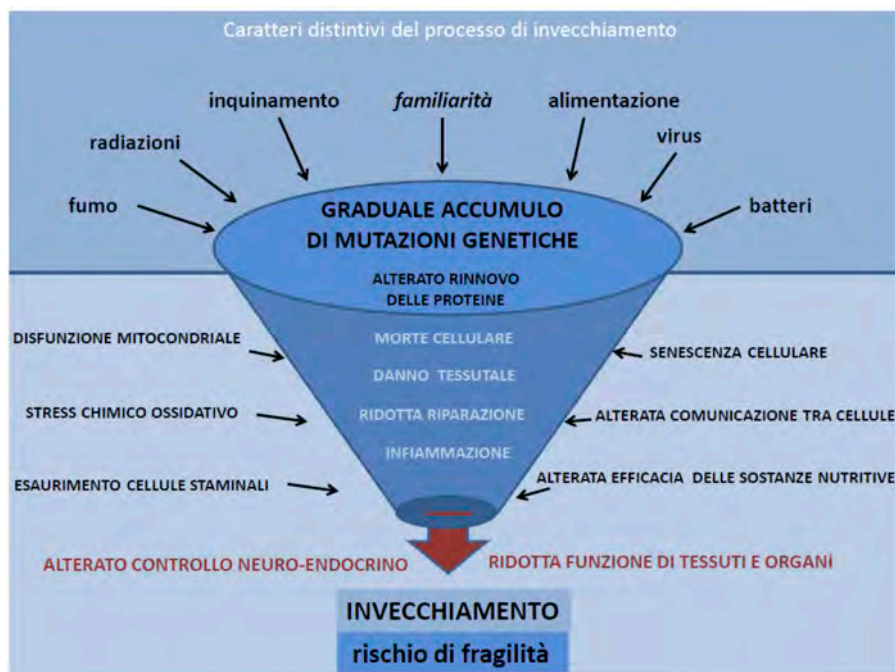 Caratteri distintivi del processo di invecchiamento
inquinamento
familiarità
alimentazione
radiazioni
virus
fumo
batteri
GRADUALE ACCUMULO
DI MUTAZIONI GENETICHE
ALTERATO RINNOVO
DELLE PROTEINE
DISFUNZIONE MITOCONDRIALE
MORTE CELLULARE
SENESCENZA CELLULARE
DANNO TESSUTALE
STRESS CHIMICO OSSIDATIVO
RIDOTTA RIPARAZIONE
ALTERATA COMUNICAZIONE TRA CELLULE
INFIAMMAZIONE
ESAURIMENTO CELLULE STAMINALI
ALTERATA EFFICACIA DELLE SOSTANZE NUTRITIVE
ALTERATO CONTROLLO NEURO-ENDOCRINO
RIDOTTA FUNZIONE DI TESSUTI E ORGANI
INVECCHIAMENTO
rischio di fragilità